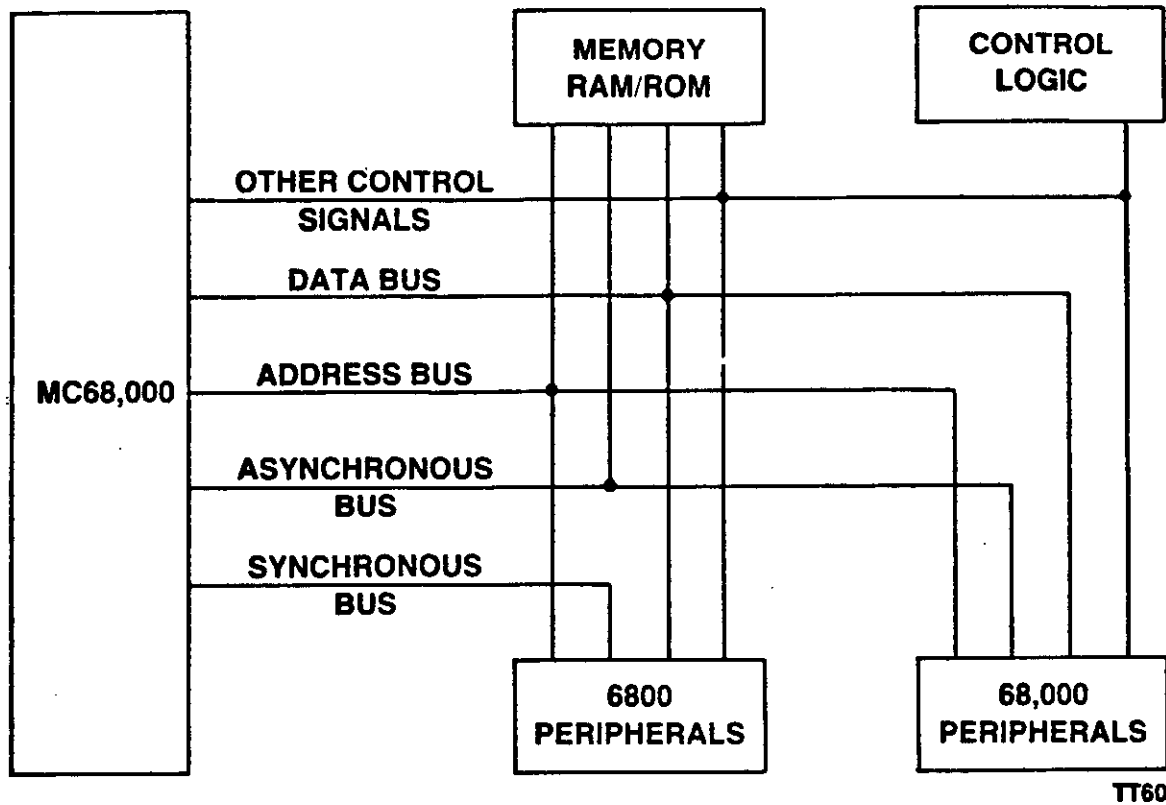 MEMORY
RAM/ROM
CONTROL
LOGIC
OTHER CONTROL
SIGNALS
DATA BUS
MC68,000
ADDRESS BUS
ASYNCHRONOUS
BUS
SYNCHRONOUS
BUS
6800
PERIPHERALS
68,000
PERIPHERALS
TT60